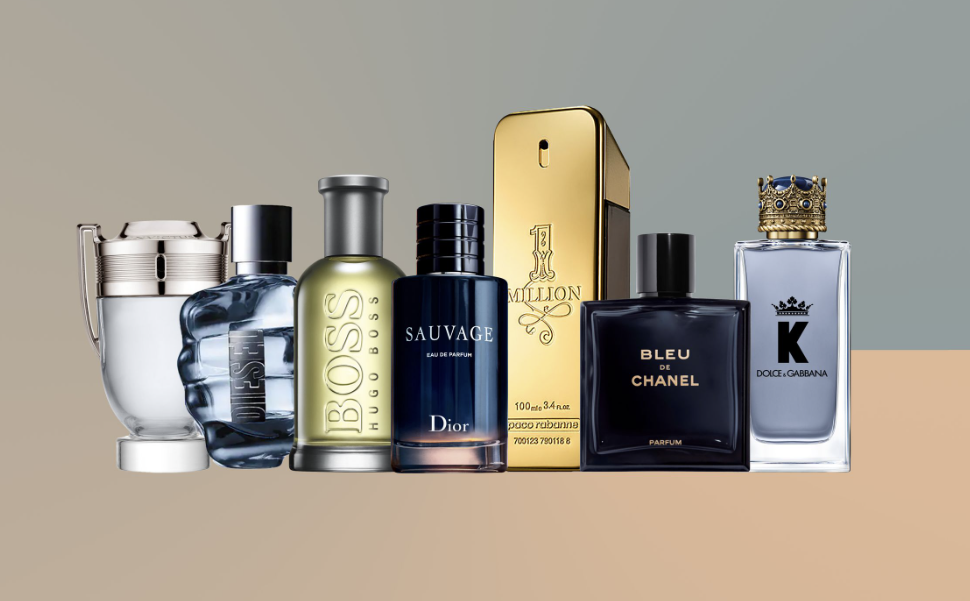 DIESEL
BOSS
HUGO BOSS
SAUVAGE
EAU DE PARFUM
Dior
1
MILLION
100 ml e 3.4 FL.OZ.
paco rabanne
700123 790118 8
BLEU
DE
CHANEL
PARFUM
K
DOLCE & GABBANA